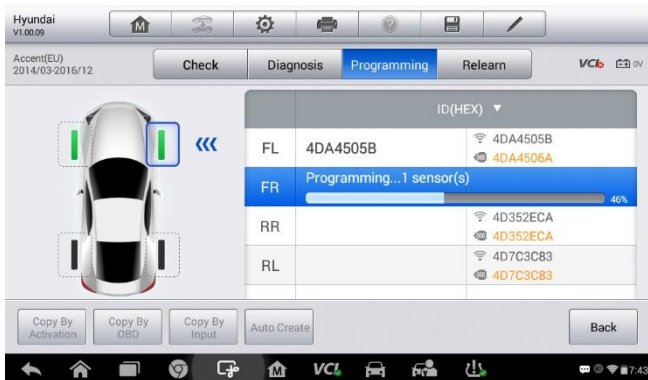 Hyundai
V1.00.09
Accent(EU)
2014/03-2016/12
Check
Diagnosis
Programming
Relearn
VCI
0V
ID(HEX) ▼
FL
4DA4505B
4DA4505B
4DA4506A
FR
Programming...1 sensor(s)
46%
RR
4D352ECA
4D352ECA
RL
4D7C3C83
4D7C3C83
Copy By
Activation
Copy By
OBD
Copy By
Input
Auto Create
Back
M
VCI
7:43